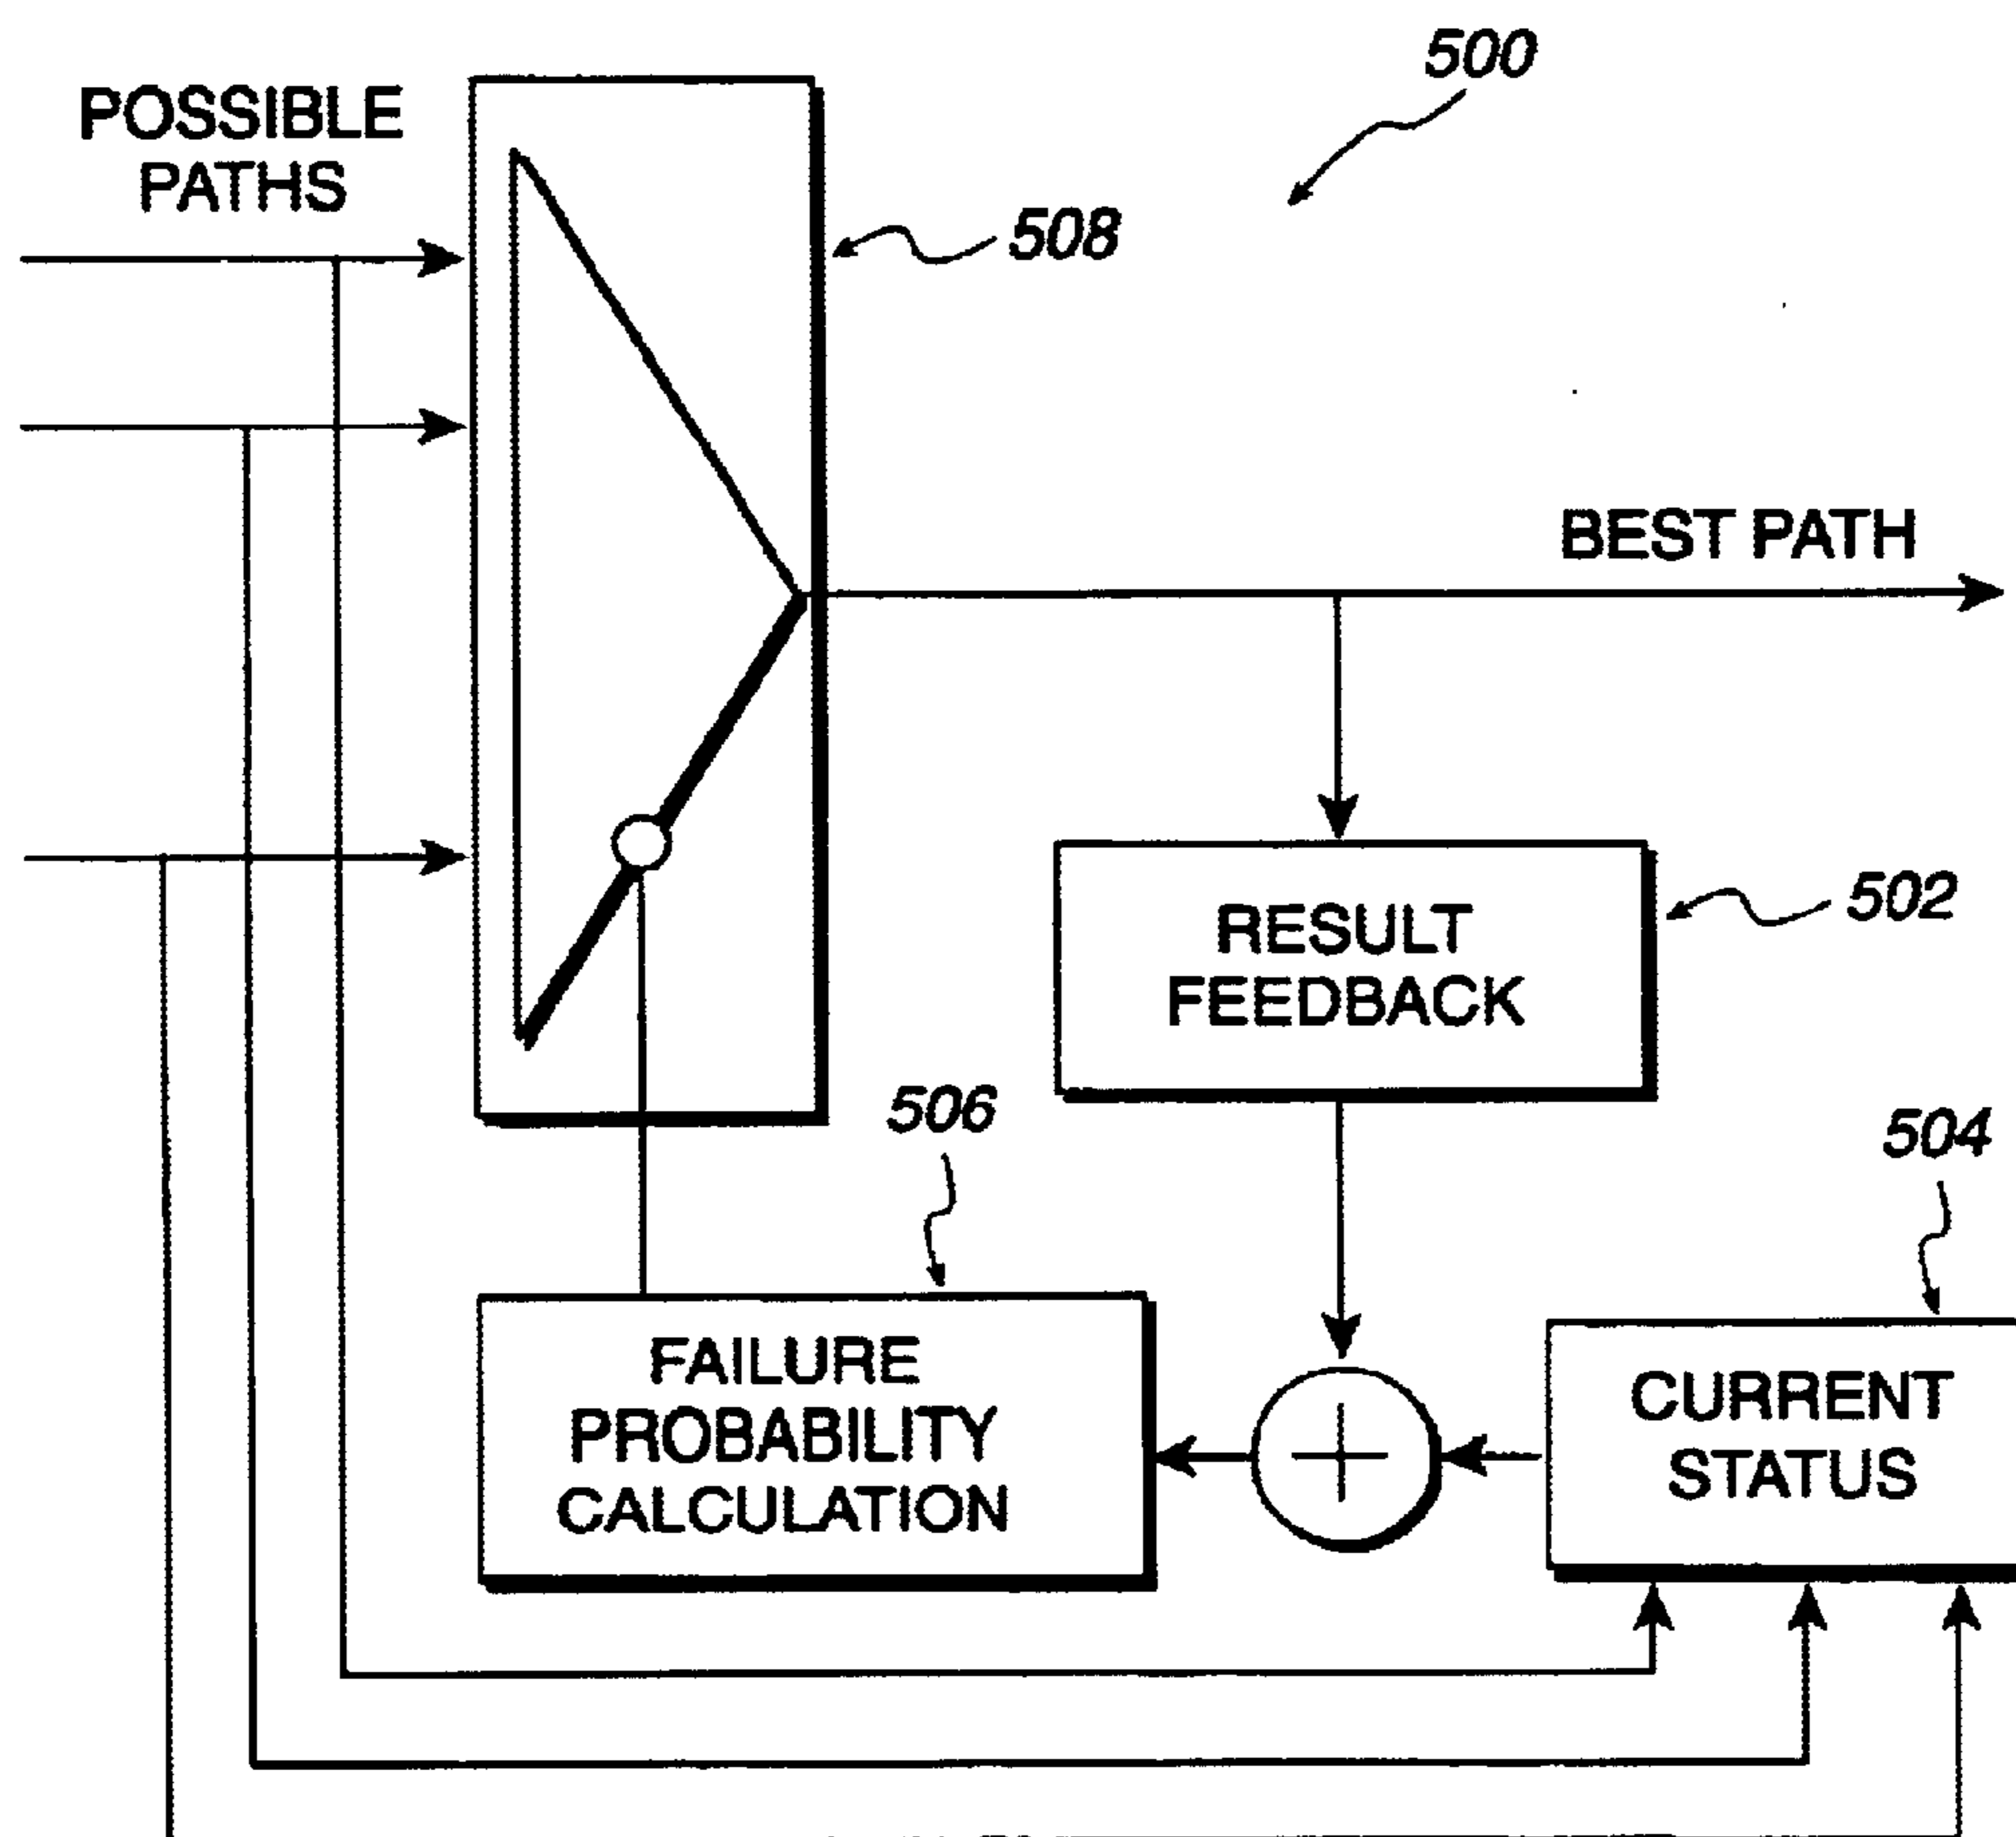 500
POSSIBLE
PATHS
508
BEST PATH
RESULT
FEEDBACK
502
506
504
FAILURE
PROBABILITY
CALCULATION
CURRENT
STATUS